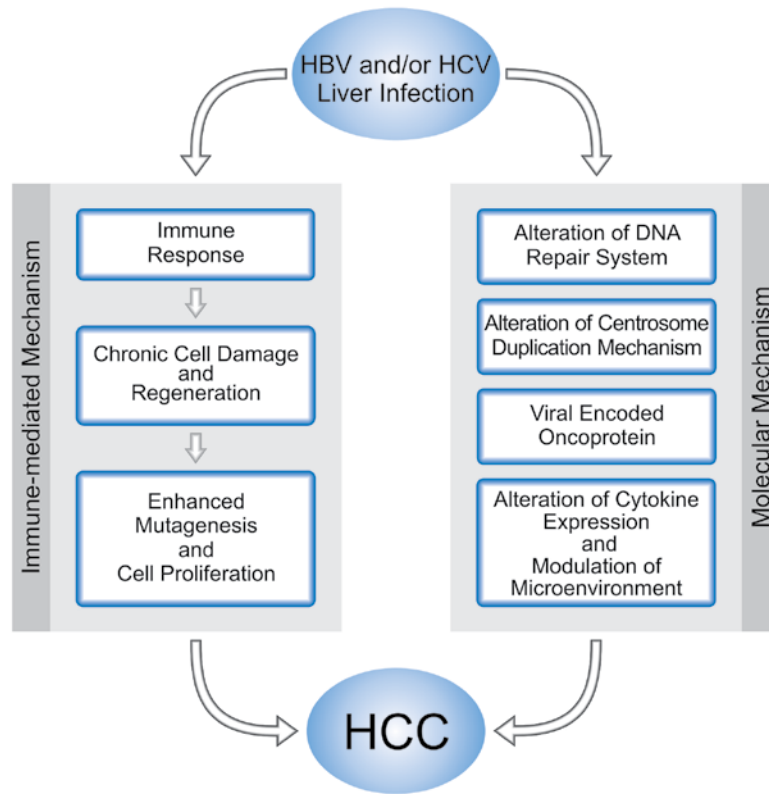 HBV and/or HCV
Liver Infection
Immune-mediated Mechanism
Immune
Response
Chronic Cell Damage
and
Regeneration
Enhanced
Mutagenesis
and
Cell Proliferation
Alteration of DNA
Repair System
Alteration of Centrosome
Duplication Mechanism
Viral Encoded
Oncoprotein
Alteration of Cytokine
Expression
and
Modulation of
Microenvironment
Molecular Mechanism
HCC